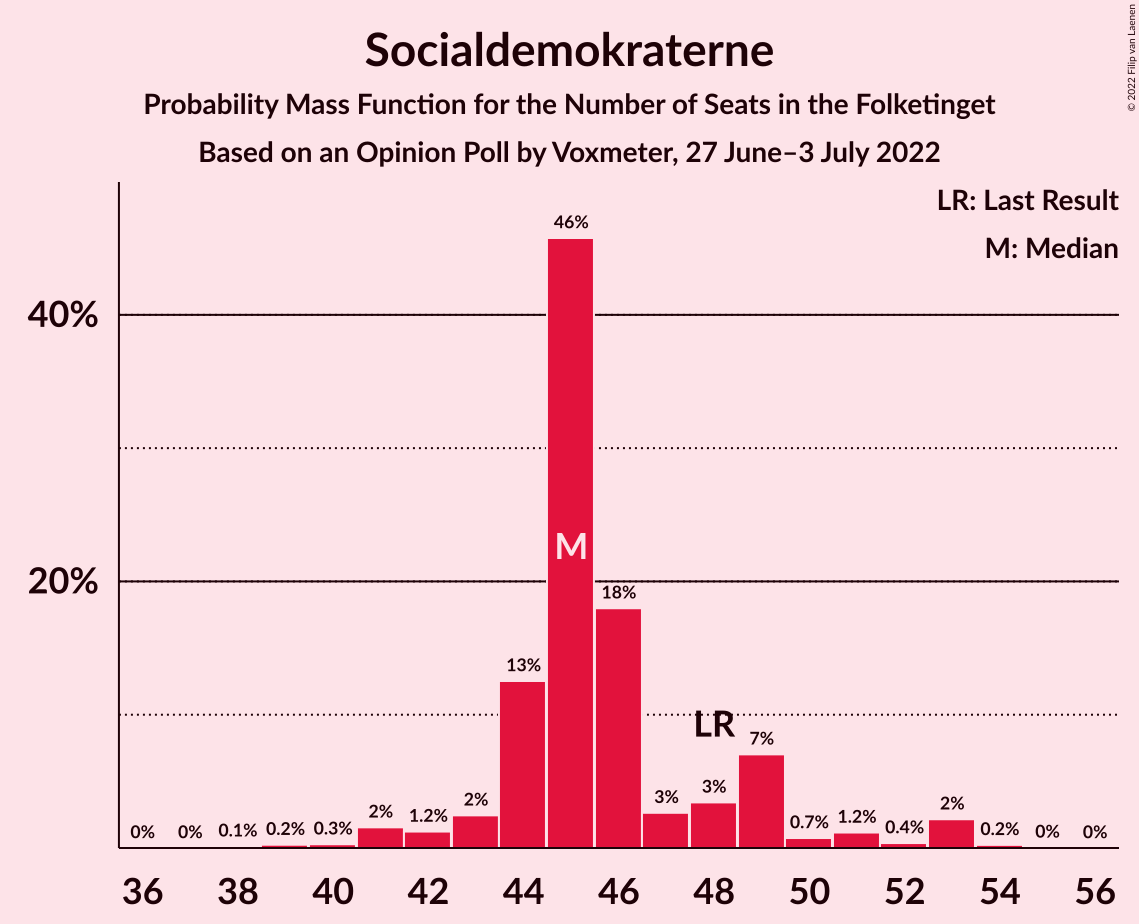 Socialdemokraterne
Probability Mass Function for the Number of Seats in the Folketinget
Based on an Opinion Poll by Voxmeter, 27 June–3 July 2022
© 2022 Filip van Laenen
LR: Last Result
M: Median
40%
20%
0% 0% 0.1% 0.2% 0.3% 2% 1.2% 2% 13% 46% 18% 3% 3% 7% 0.7% 1.2% 0.4% 2% 0.2% 0% 0%
M
LR
36 38 40 42 44 46 48 50 52 54 56